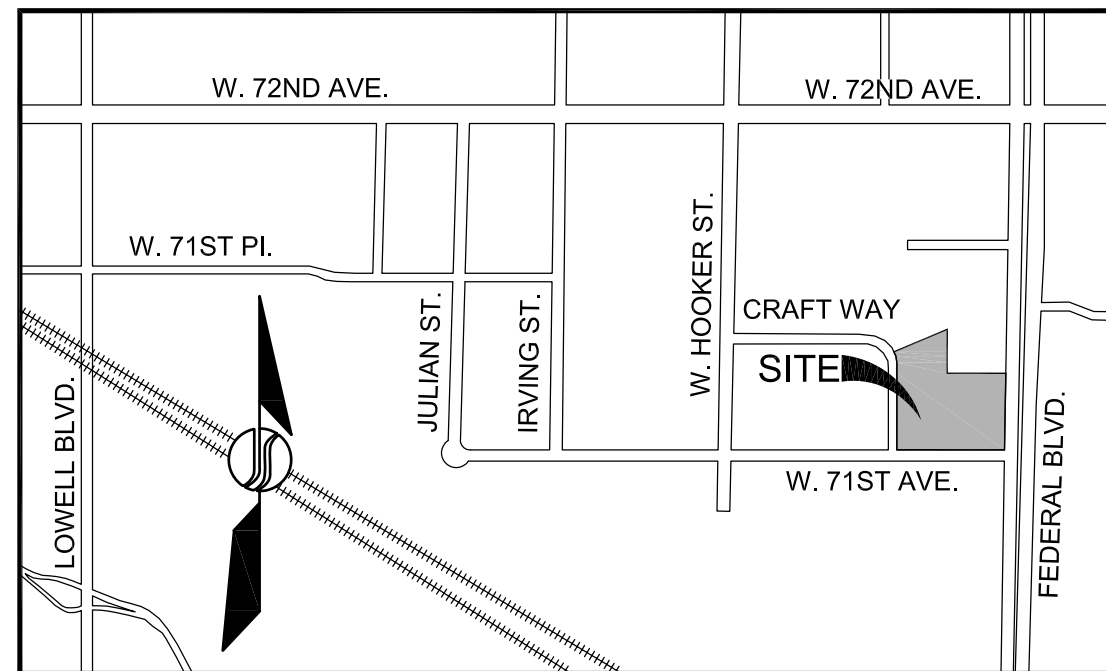 W. 72ND AVE.
W. 72ND AVE.
W. 71ST Pl.
JULIAN ST.
IRVING ST.
W. HOOKER ST.
CRAFT WAY
SITE
LOWELL BLVD.
W. 71ST AVE.
FEDERAL BLVD.